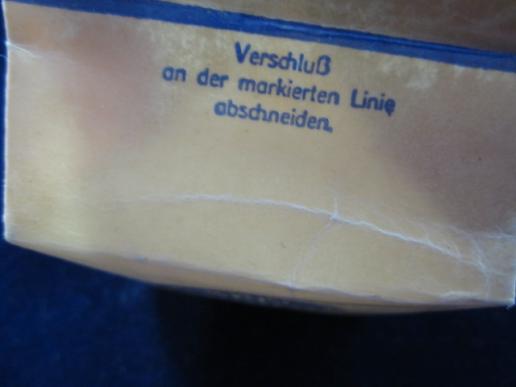 Verschluß
an der markierten Linie
abschneiden.